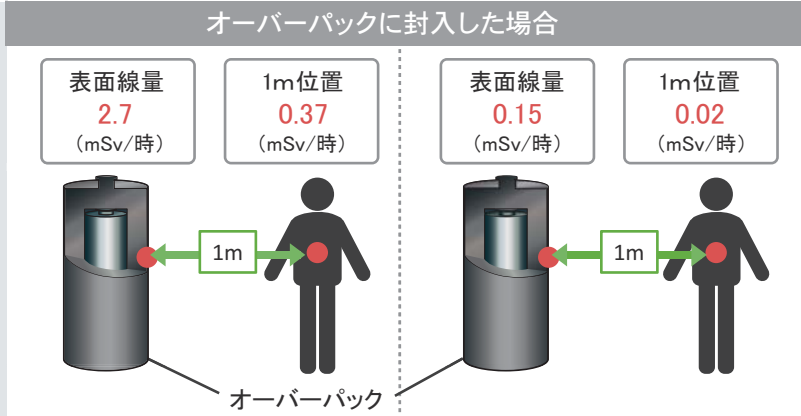 オーバーパックに封入した場合
表面線量
2.7
(mSv/時)
1m位置
0.37
(mSv/時)
表面線量
0.15
(mSv/時)
1m位置
0.02
(mSv/時)
1m
1m
オーバーパック